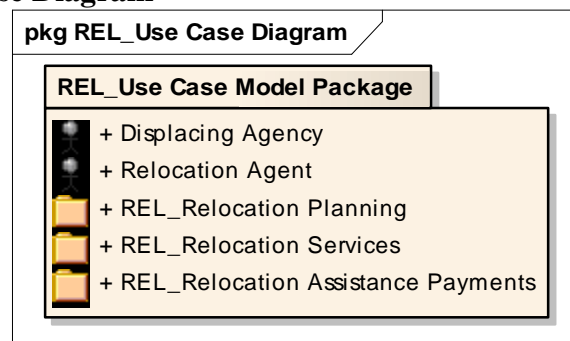 pkg REL_Use Case Diagram
REL_Use Case Model Package
+ Displacing Agency
+ Relocation Agent
+ REL_Relocation Planning
+ REL_Relocation Services
+ REL_Relocation Assistance Payments